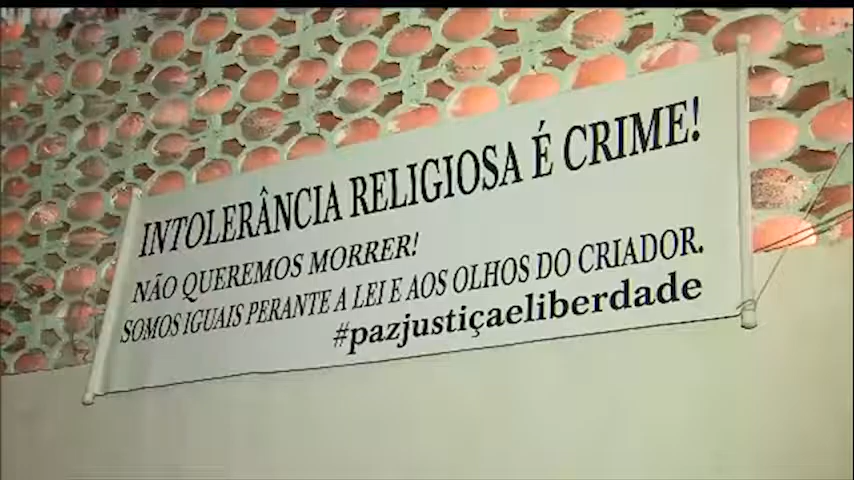 INTOLERÂNCIA RELIGIOSA É CRIME!
NÃO QUEREMOS MORRER!
SOMOS IGUAIS PERANTE A LEI E AOS OLHOS DO CRIADOR.
#pazjustiçaeliberdade